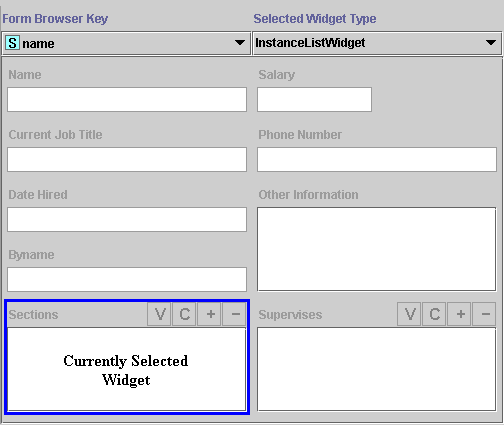 Form Browser Key Selected Widget Type
S name InstanceListWidget
Name Salary
Current Job Title Phone Number
Date Hired Other Information
Byname
Sections V C + − Supervises V C + −
Currently Selected
Widget